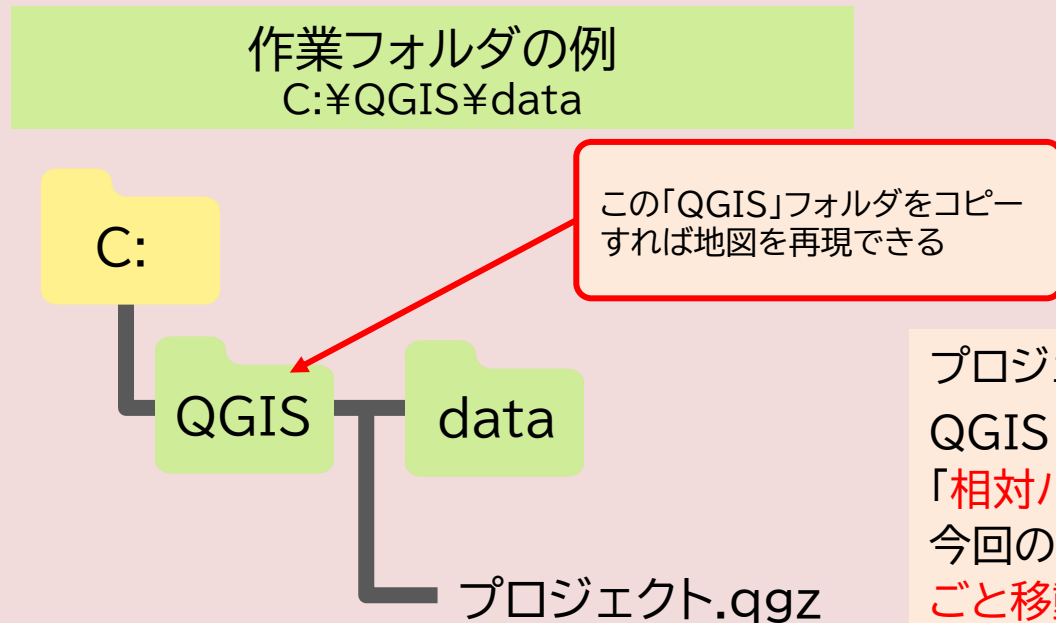 作業フォルダの例
C:¥QGIS¥data
この「QGIS」フォルダをコピー
すれば地図を再現できる
C:
QGIS
data
プロジェクト.qgz
プロジ
QGIS
「相対
今回の
ごと移